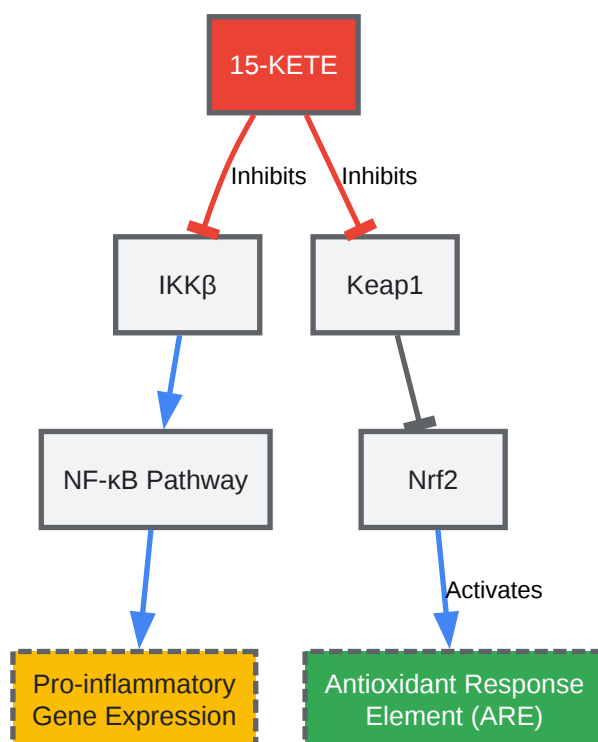 15-KETE
Inhibits
Inhibits
IKKβ
Keap1
NF-κB Pathway
Nrf2
Activates
Pro-inflammatory
Gene Expression
Antioxidant Response
Element (ARE)